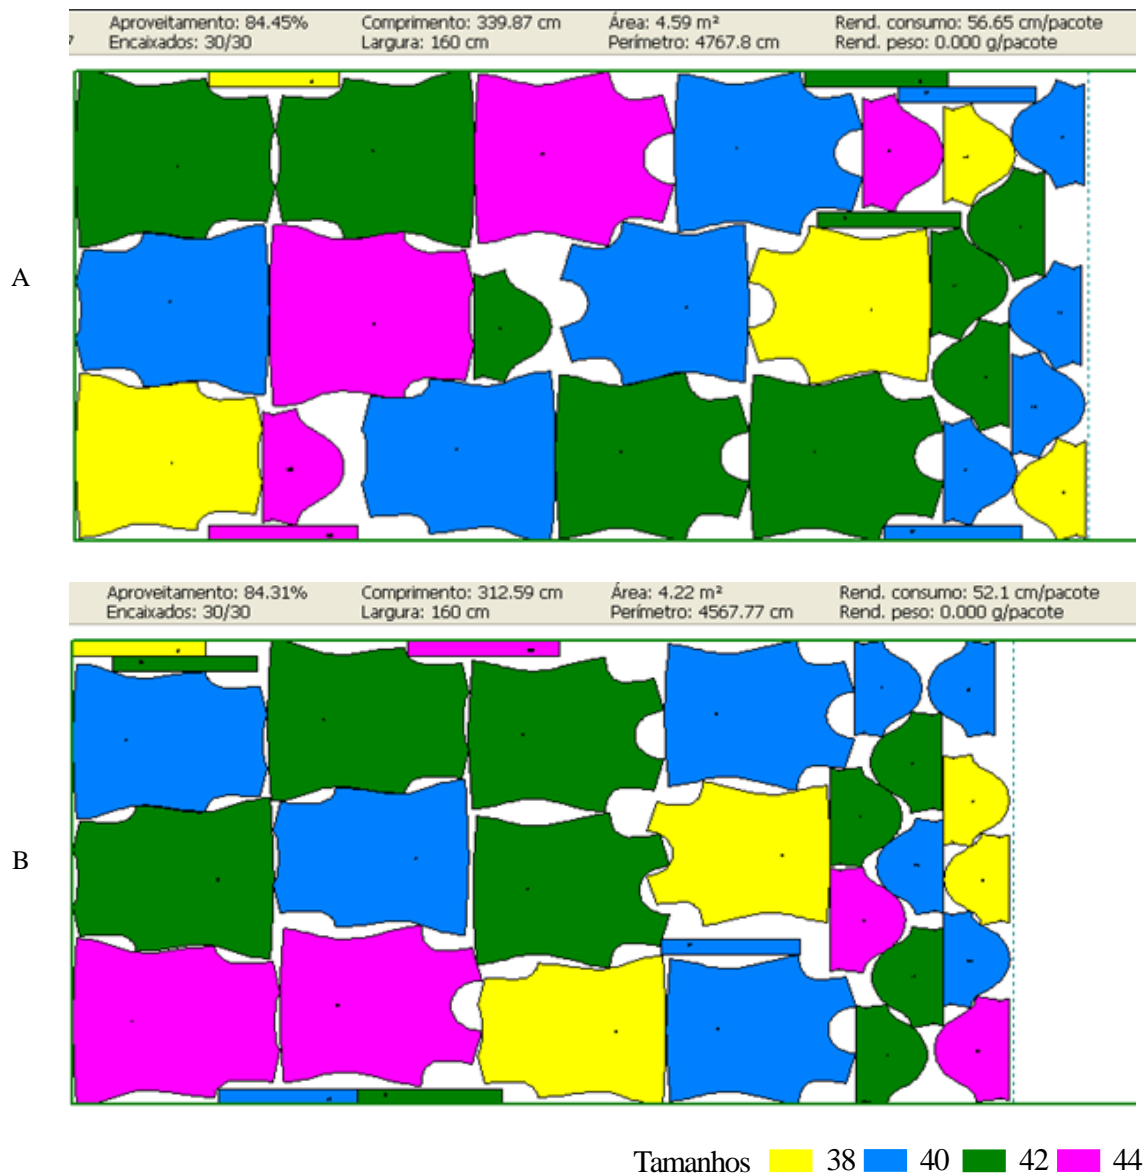 Aproveitamento: 84.45% Comprimento: 339.87 cm Área: 4.59 m² Rend. consumo: 56.65 cm/pacote
Encaixados: 30/30 Largura: 160 cm Perímetro: 4767.8 cm Rend. peso: 0.000 g/pacote
A
Aproveitamento: 84.31% Comprimento: 312.59 cm Área: 4.22 m² Rend. consumo: 52.1 cm/pacote
Encaixados: 30/30 Largura: 160 cm Perímetro: 4567.77 cm Rend. peso: 0.000 g/pacote
B
Tamanhos 38 40 42 44